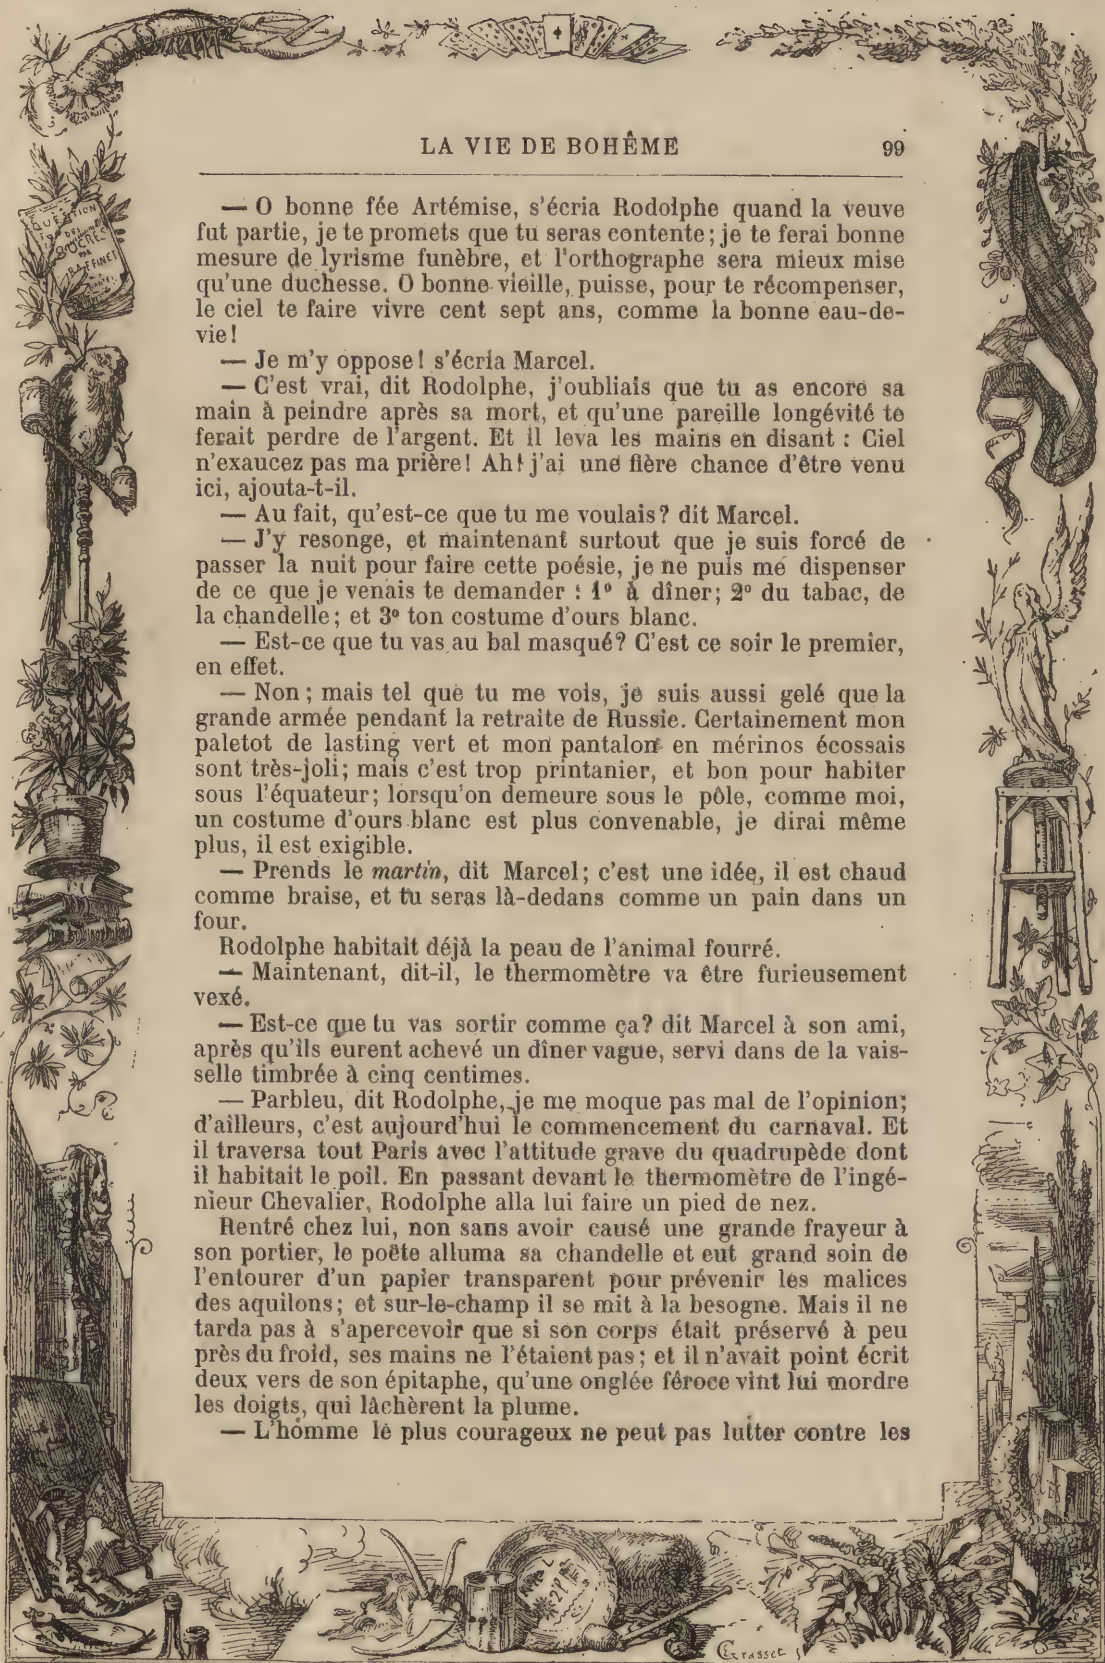 LA VIE DE BOHÊME 99
— O bonne fée Artémise, s'écria Rodolphe quand la veuve
fut partie, je te promets que tu seras contente; je te ferai bonne
mesure de lyrisme funèbre, et l'orthographe sera mieux mise
qu'une duchesse. O bonne vieille, puisse, pour te récompenser,
le ciel te faire vivre cent sept ans, comme la bonne eau-de-
vie!
— Je m'y oppose! s'écria Marcel.
— C'est vrai, dit Rodolphe, j'oubliais que tu as encore sa
main à peindre après sa mort, et qu'une pareille longévité te
ferait perdre de l'argent. Et il leva les mains en disant : Ciel
n'exaucez pas ma prière! Ah! j'ai une fière chance d'être venu
ici, ajouta-t-il.
— Au fait, qu'est-ce que tu me voulais? dit Marcel.
— J'y resonge, et maintenant surtout que je suis forcé de
passer la nuit pour faire cette poésie, je ne puis me dispenser
de ce que je venais te demander : 1° à dîner; 2° du tabac, de
la chandelle; et 3° ton costume d'ours blanc.
— Est-ce que tu vas au bal masqué? C'est ce soir le premier,
en effet.
— Non; mais tel que tu me vois, je suis aussi gelé que la
grande armée pendant la retraite de Russie. Certainement mon
paletot de lasting vert et mon pantalon en mérinos écossais
sont très-joli; mais c'est trop printanier, et bon pour habiter
sous l'équateur; lorsqu'on demeure sous le pôle, comme moi,
un costume d'ours blanc est plus convenable, je dirai même
plus, il est exigible.
— Prends le martin, dit Marcel; c'est une idée, il est chaud
comme braise, et tu seras là-dedans comme un pain dans un
four.
Rodolphe habitait déjà la peau de l'animal fourré.
— Maintenant, dit-il, le thermomètre va être furieusement
vexé.
— Est-ce que tu vas sortir comme ça? dit Marcel à son ami,
après qu'ils eurent achevé un dîner vague, servi dans de la vais-
selle timbrée à cinq centimes.
— Parbleu, dit Rodolphe, je me moque pas mal de l'opinion;
d'ailleurs, c'est aujourd'hui le commencement du carnaval. Et
il traversa tout Paris avec l'attitude grave du quadrupède dont
il habitait le poil. En passant devant le thermomètre de l'ingé-
nieur Chevalier, Rodolphe alla lui faire un pied de nez.
Rentré chez lui, non sans avoir causé une grande frayeur à
son portier, le poëte alluma sa chandelle et eut grand soin de
l'entourer d'un papier transparent pour prévenir les malices
des aquilons; et sur-le-champ il se mit à la besogne. Mais il ne
tarda pas à s'apercevoir que si son corps était préservé à peu
près du froid, ses mains ne l'étaient pas; et il n'avait point écrit
deux vers de son épitaphe, qu'une onglée féroce vint lui mordre
les doigts, qui lâchèrent la plume.
— L'homme le plus courageux ne peut pas lutter contre les
QUESTION
DES
SUCRES
RAFFINET
EGrasset